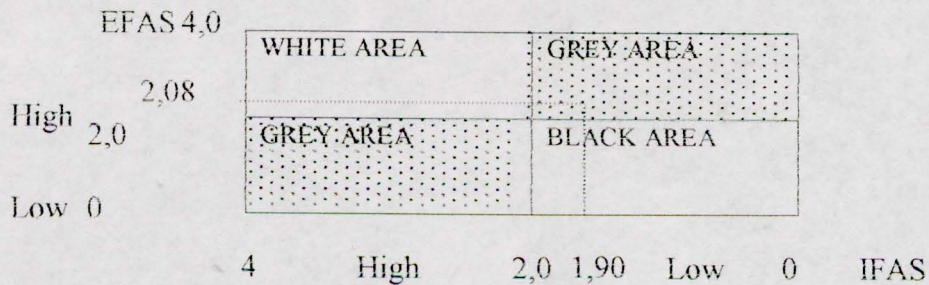 EFAS 4,0
WHITE AREA GREY AREA
2,08
High 2,0
GREY AREA BLACK AREA
Low 0
4 High 2,0 1,90 Low 0 IFAS